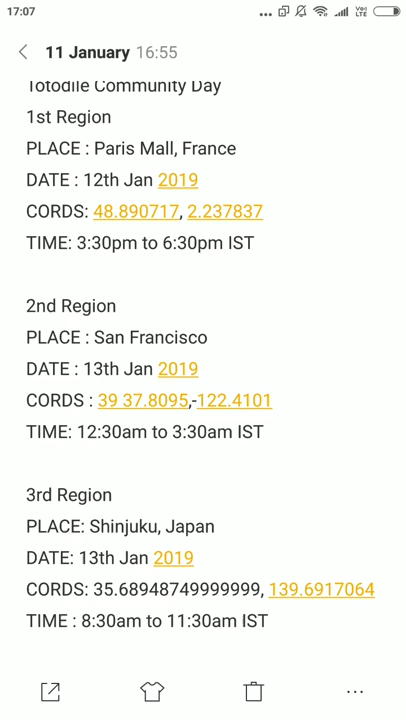 17:07
11 January 16:55
Totodile Community Day
1st Region
PLACE : Paris Mall, France
DATE : 12th Jan 2019
CORDS: 48.890717, 2.237837
TIME: 3:30pm to 6:30pm IST
2nd Region
PLACE : San Francisco
DATE : 13th Jan 2019
CORDS : 39 37.8095,-122.4101
TIME: 12:30am to 3:30am IST
3rd Region
PLACE: Shinjuku, Japan
DATE: 13th Jan 2019
CORDS: 35.68948749999999, 139.6917064
TIME : 8:30am to 11:30am IST